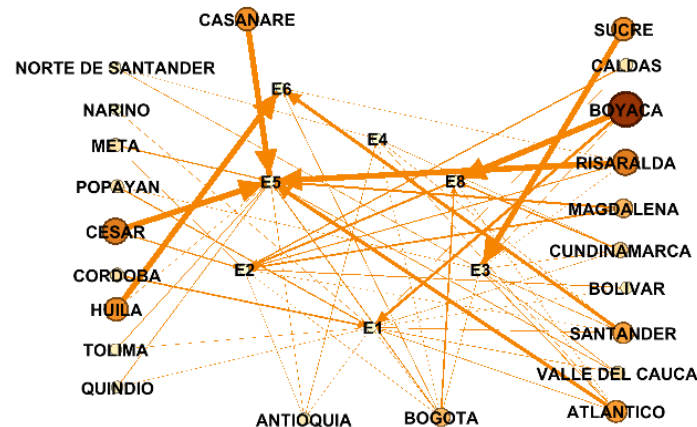 CASANARE
SUCRE
NORTE DE SANTANDER
CALDAS
E6
NARINO
BOYACA
META
E4
RISARALDA
POPAYAN
E5
E8
MAGDALENA
CESAR
CUNDINAMARCA
CORDOBA
E2
E3
BOLIVAR
HUILA
E1
SANTANDER
TOLIMA
VALLE DEL CAUCA
QUINDIO
ANTIOQUIA
BOGOTA
ATLANTICO